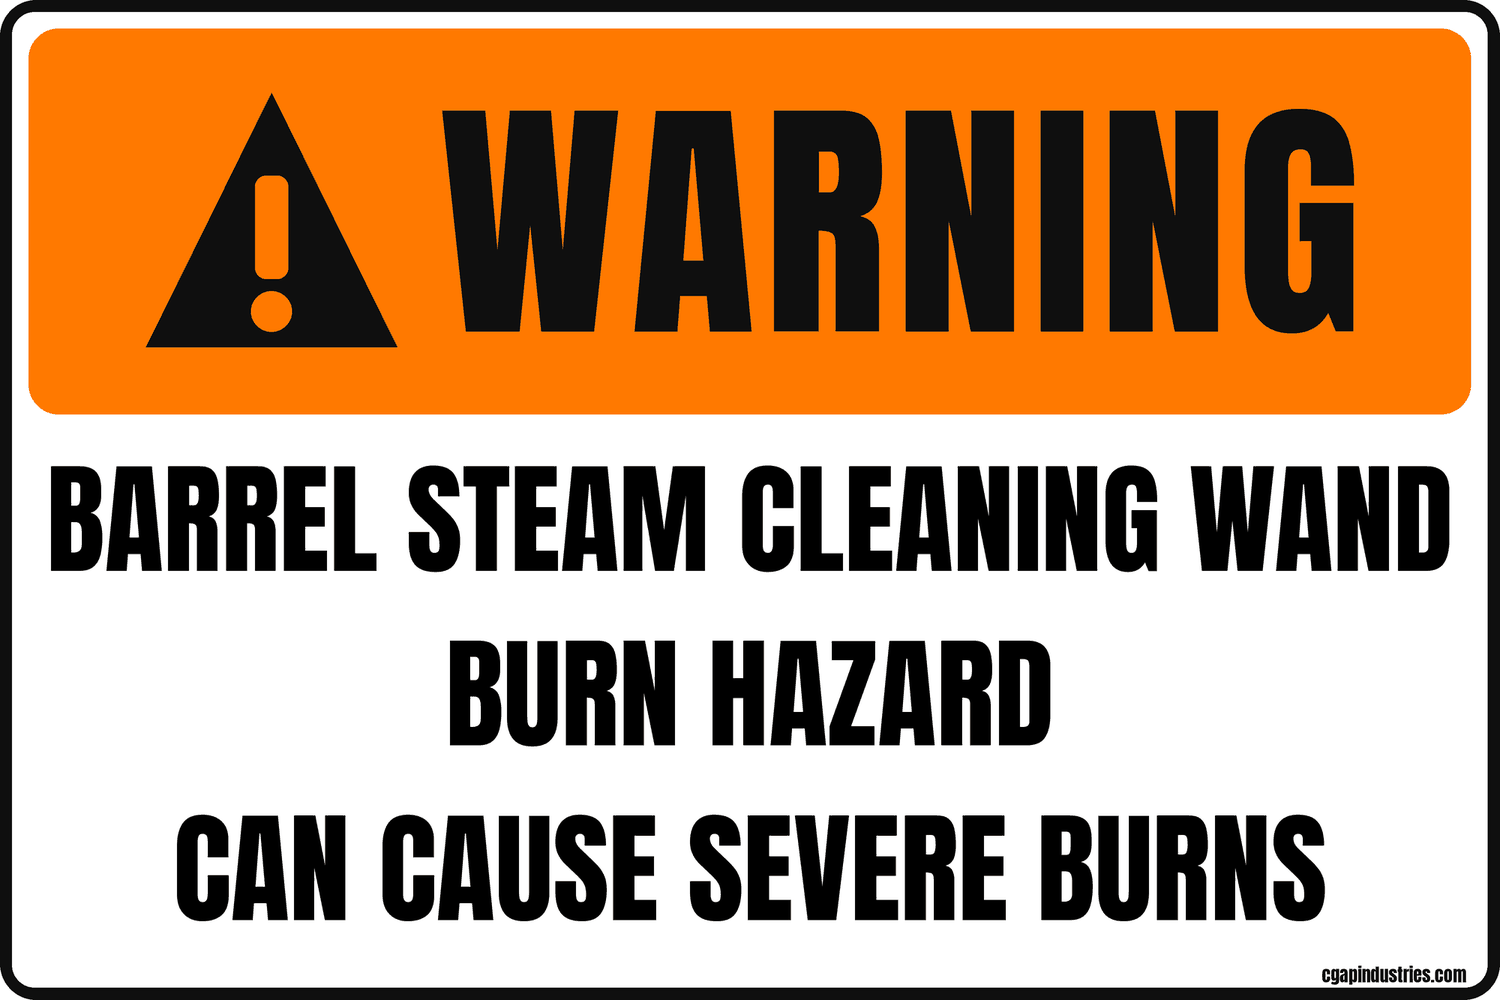 WARNING
BARREL STEAM CLEANING WAND
BURN HAZARD
CAN CAUSE SEVERE BURNS
cgapindustries.com